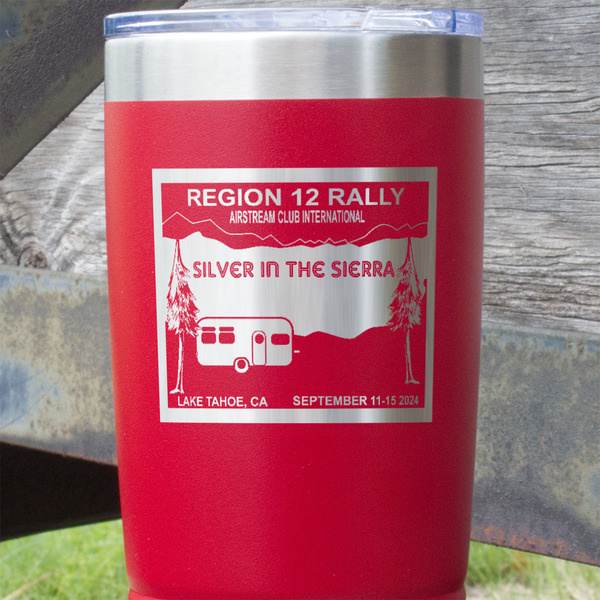 REGION 12 RALLY
AIRSTREAM CLUB INTERNATIONAL
SILVER IN THE SIERRA
LAKE TAHOE, CA SEPTEMBER 11-15 2024